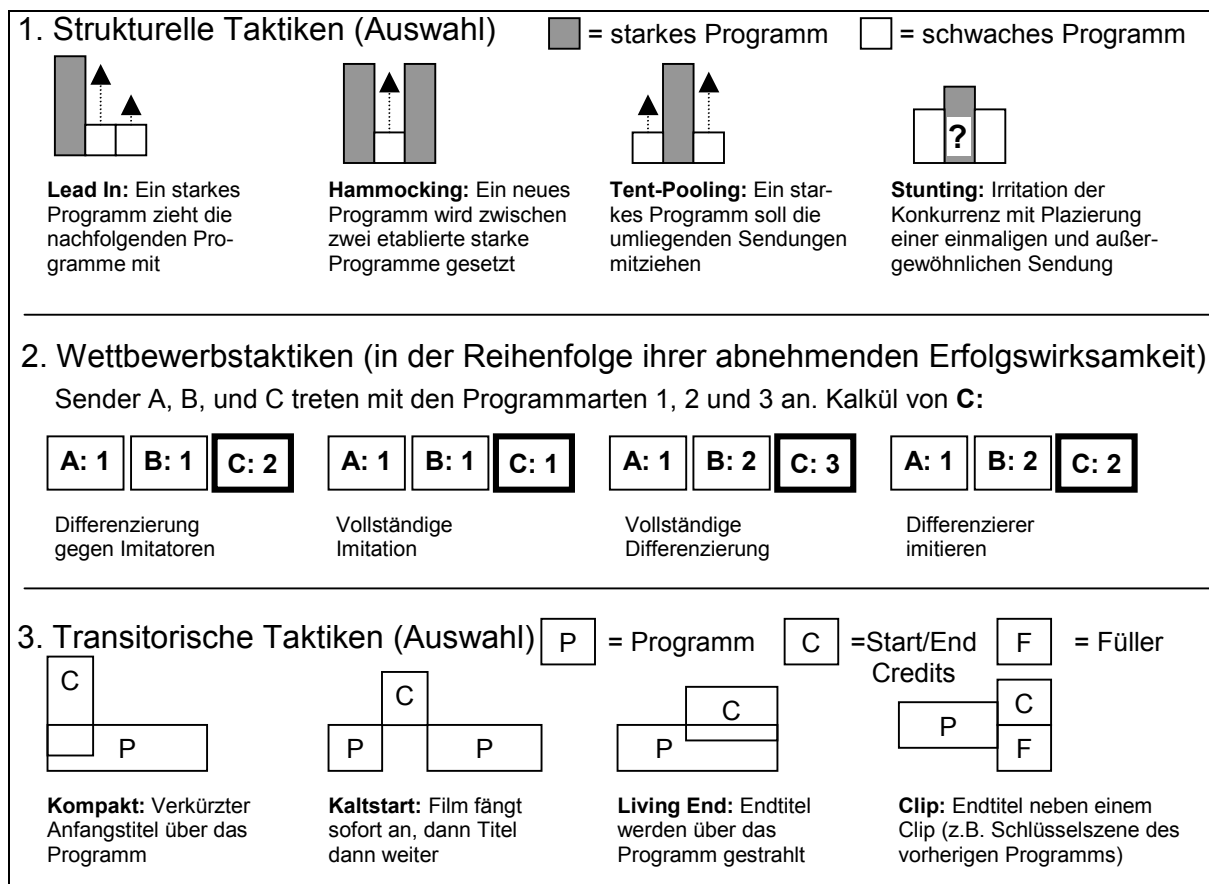 1. Strukturelle Taktiken (Auswahl)
= starkes Programm
= schwaches Programm
?
Lead In: Ein starkes
Programm zieht die
nachfolgenden Pro-
gramme mit
Hammocking: Ein neues
Programm wird zwischen
zwei etablierte starke
Programme gesetzt
Tent-Pooling: Ein star-
kes Programm soll die
umliegenden Sendungen
mitziehen
Stunting: Irritation der
Konkurrenz mit Plazierung
einer einmaligen und außer-
gewöhnlichen Sendung
2. Wettbewerbstaktiken (in der Reihenfolge ihrer abnehmenden Erfolgswirksamkeit)
Sender A, B, und C treten mit den Programmarten 1, 2 und 3 an. Kalkül von C:
A: 1 B: 1 C: 2
A: 1 B: 1 C: 1
A: 1 B: 2 C: 3
A: 1 B: 2 C: 2
Differenzierung
gegen Imitatoren
Vollständige
Imitation
Vollständige
Differenzierung
Differenzierer
imitieren
3. Transitorische Taktiken (Auswahl)
P = Programm
C =Start/End
Credits
F = Füller
C
P
C
P P
C
P
C
P
F
Kompakt: Verkürzter
Anfangstitel über das
Programm
Kaltstart: Film fängt
sofort an, dann Titel
dann weiter
Living End: Endtitel
werden über das
Programm gestrahlt
Clip: Endtitel neben einem
Clip (z.B. Schlüsselszene des
vorherigen Programms)